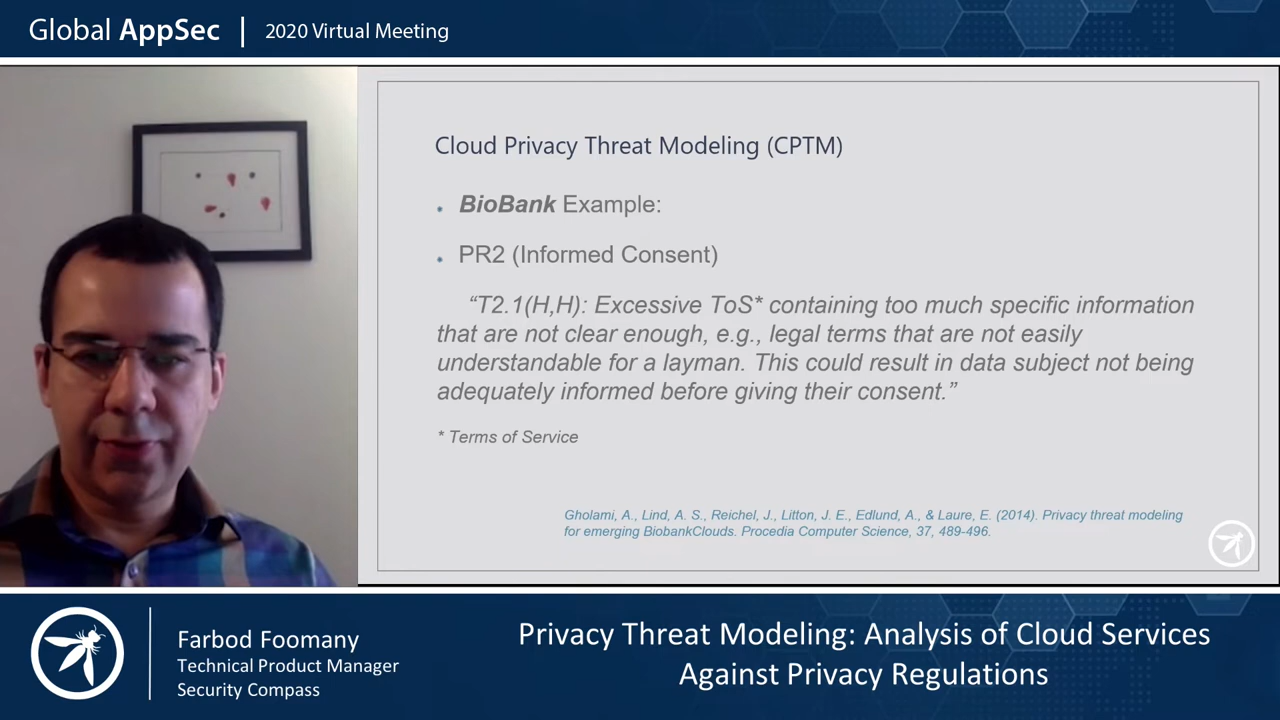 Global AppSec | 2020 Virtual Meeting
Cloud Privacy Threat Modeling (CPTM)
BioBank Example:
PR2 (Informed Consent)
“T2.1(H,H): Excessive ToS* containing too much specific information
that are not clear enough, e.g., legal terms that are not easily
understandable for a layman. This could result in data subject not being
adequately informed before giving their consent.”
* Terms of Service
Gholami, A., Lind, A. S., Reichel, J., Litton, J. E., Edlund, A., & Laure, E. (2014). Privacy threat modeling
for emerging BiobankClouds. Procedia Computer Science, 37, 489-496.
Farbod Foomany
Technical Product Manager
Security Compass
Privacy Threat Modeling: Analysis of Cloud Services
Against Privacy Regulations